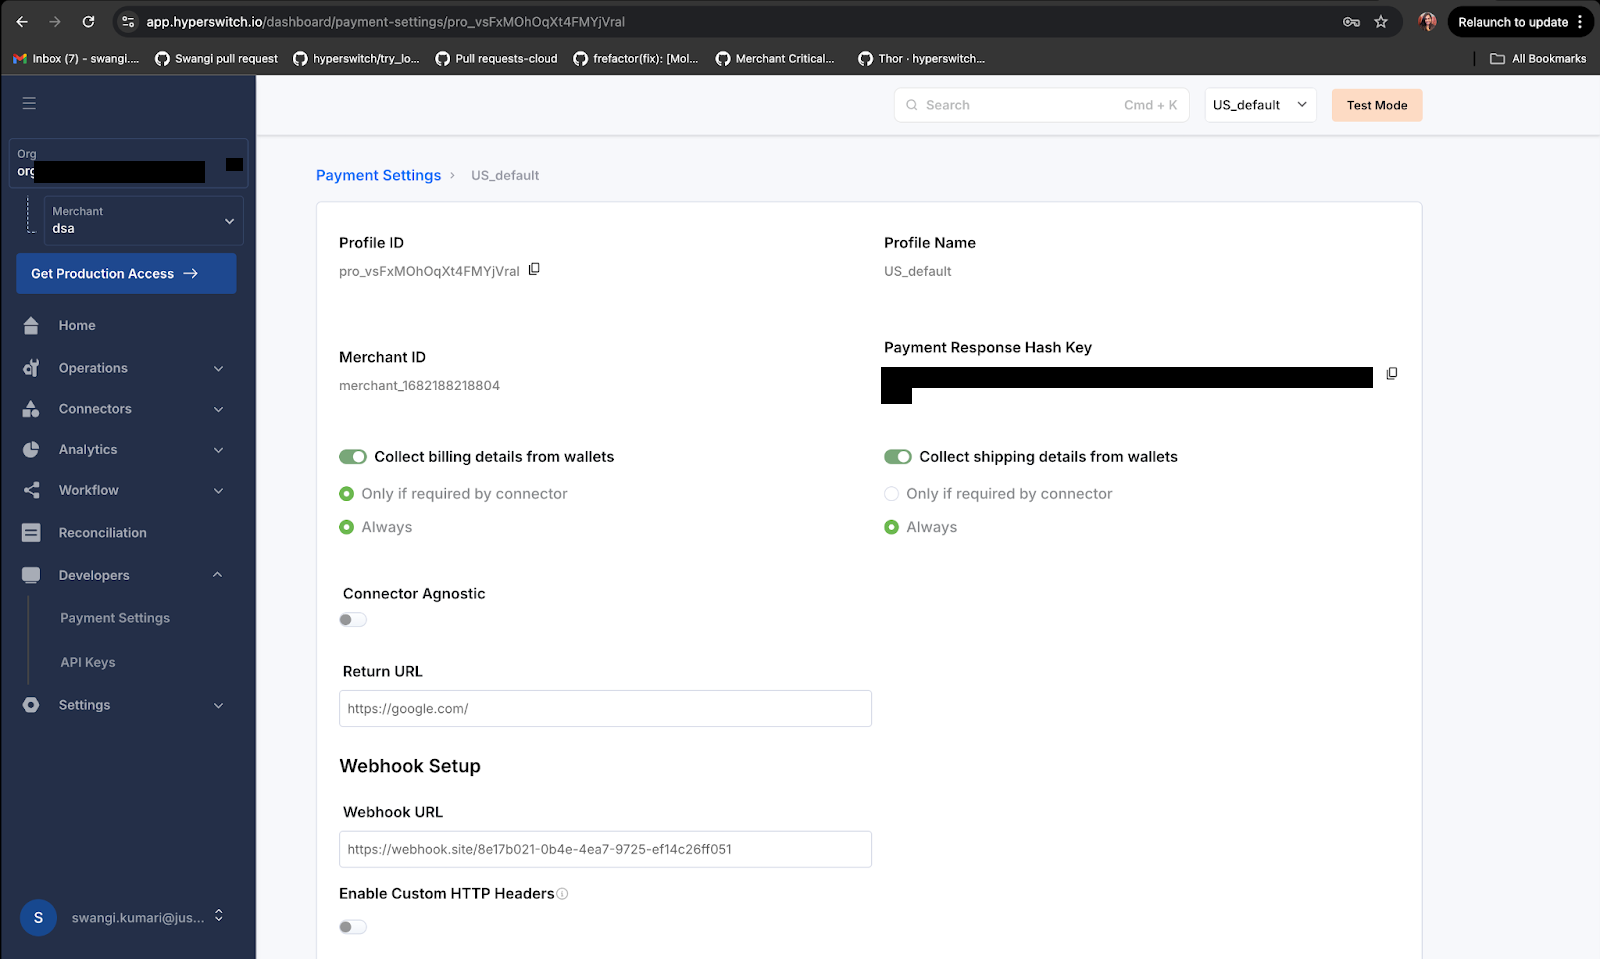 app.hyperswitch.io/dashboard/payment-settings/pro_vsFxMOhOqXt4FMYjVral
Relaunch to update
Inbox (7) - swangi....
Swangi pull request
hyperswitch/try_lo...
Pull requests-cloud
frefactor(fix): [Mol...
Merchant Critical...
Thor · hyperswitch...
All Bookmarks
Search
Cmd + K
US_default
Test Mode
Org
org
Merchant
dsa
Get Production Access
Home
Operations
Connectors
Analytics
Workflow
Reconciliation
Developers
Payment Settings
API Keys
Settings
S
swangi.kumari@jus...
Payment Settings > US_default
Profile ID
pro_vsFxMOhOqXt4FMYjVral
Profile Name
US_default
Merchant ID
merchant_1682188218804
Payment Response Hash Key
Collect billing details from wallets
Only if required by connector
Always
Collect shipping details from wallets
Only if required by connector
Always
Connector Agnostic
Return URL
https://google.com/
Webhook Setup
Webhook URL
https://webhook.site/8e17b021-0b4e-4ea7-9725-ef14c26ff051
Enable Custom HTTP Headers